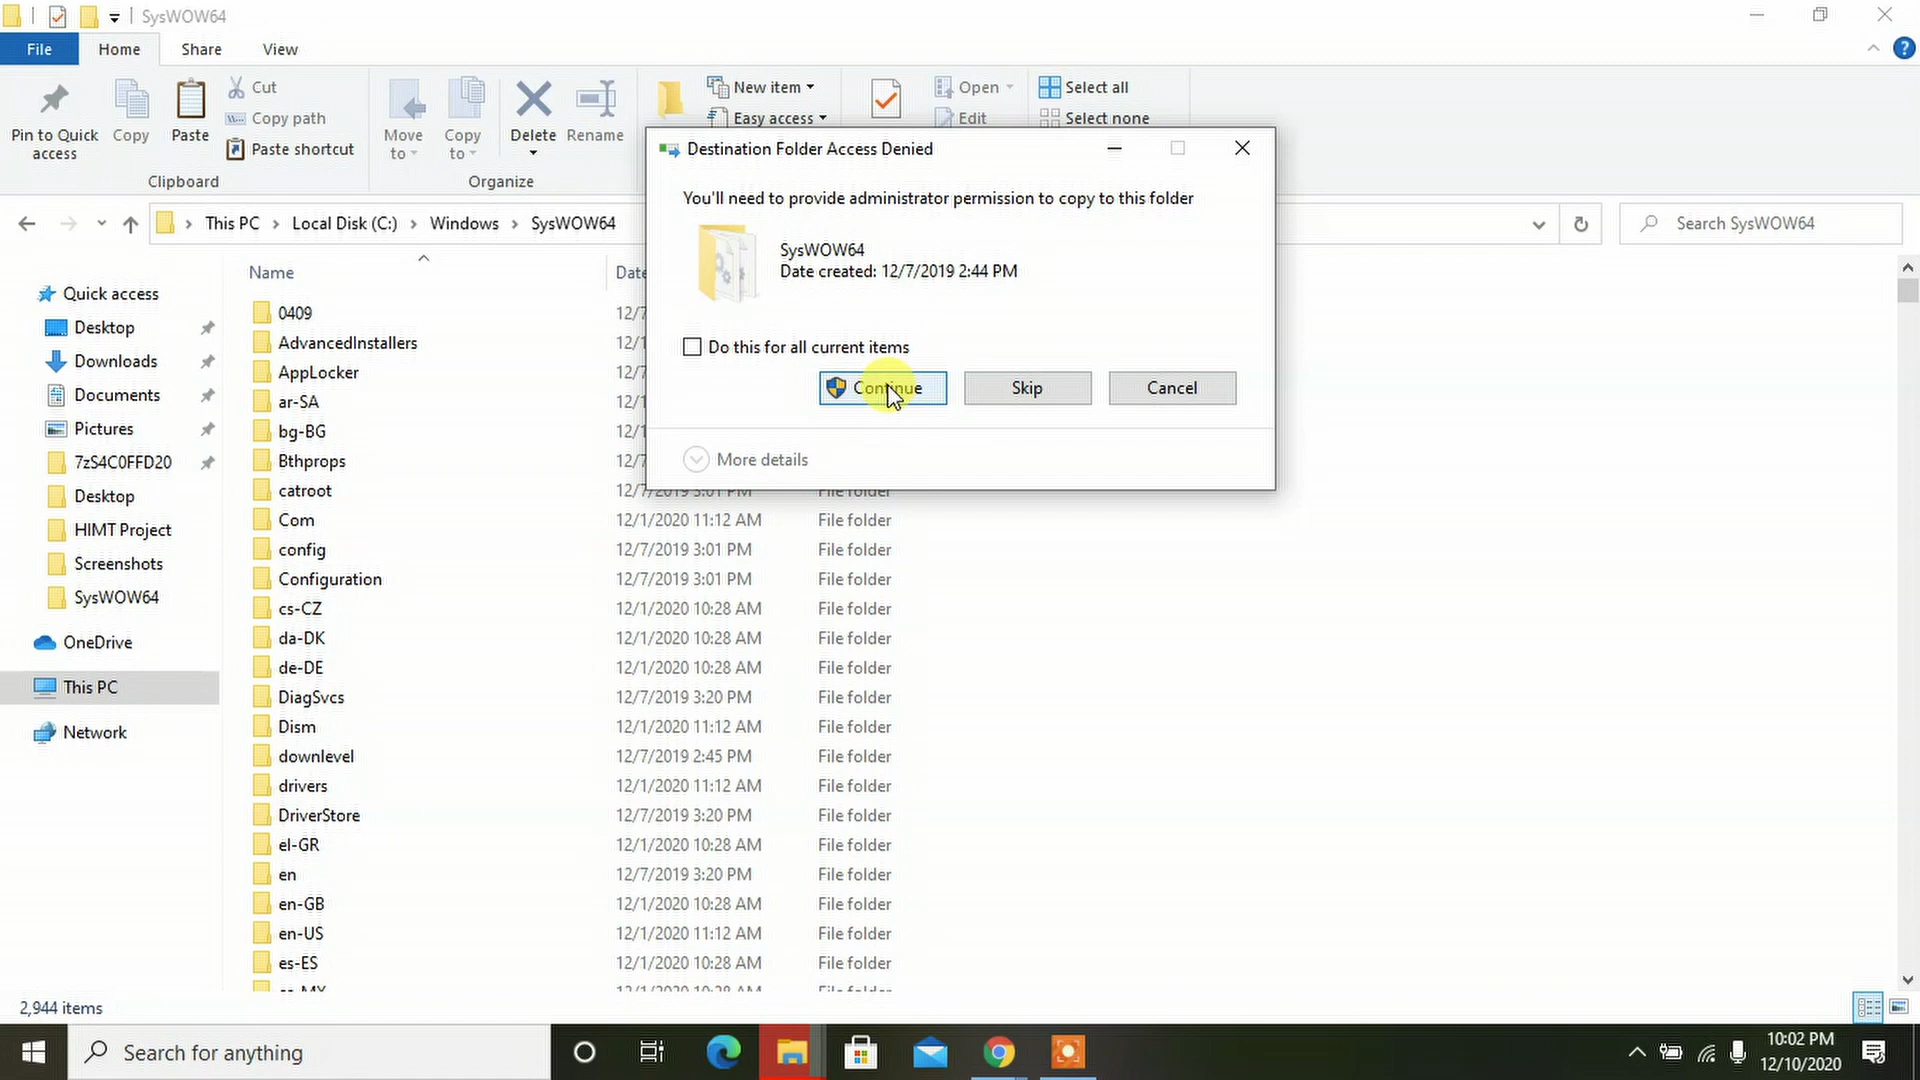 SysWOW64
File
Home
Share
View
Pin to Quick access
Copy
Paste
Cut
Copy path
Paste shortcut
Clipboard
Move to
Copy to
Delete
Rename
Organize
New item
Easy access
Open
Edit
Select all
Select none
Destination Folder Access Denied
You'll need to provide administrator permission to copy to this folder
SysWOW64
Date created: 12/7/2019 2:44 PM
Do this for all current items
Continue
Skip
Cancel
More details
This PC
Local Disk (C:)
Windows
SysWOW64
Search SysWOW64
Quick access
Desktop
Downloads
Documents
Pictures
7zS4C0FFD20
Desktop
HIMT Project
Screenshots
SysWOW64
OneDrive
This PC
Network
Name
Date
0409 12/7
AdvancedInstallers 12/1
AppLocker 12/7
ar-SA 12/1
bg-BG 12/1
Bthprops 12/7
catroot 12/7/2019 3:01 PM File folder
Com 12/1/2020 11:12 AM File folder
config 12/7/2019 3:01 PM File folder
Configuration 12/7/2019 3:01 PM File folder
cs-CZ 12/1/2020 10:28 AM File folder
da-DK 12/1/2020 10:28 AM File folder
de-DE 12/1/2020 10:28 AM File folder
DiagSvcs 12/7/2019 3:20 PM File folder
Dism 12/1/2020 11:12 AM File folder
downlevel 12/7/2019 2:45 PM File folder
drivers 12/1/2020 11:12 AM File folder
DriverStore 12/7/2019 3:20 PM File folder
el-GR 12/1/2020 10:28 AM File folder
en 12/7/2019 3:20 PM File folder
en-GB 12/1/2020 10:28 AM File folder
en-US 12/1/2020 11:12 AM File folder
es-ES 12/1/2020 10:28 AM File folder
es-MX 12/1/2020 10:28 AM File folder
2,944 items
Search for anything
10:02 PM
12/10/2020